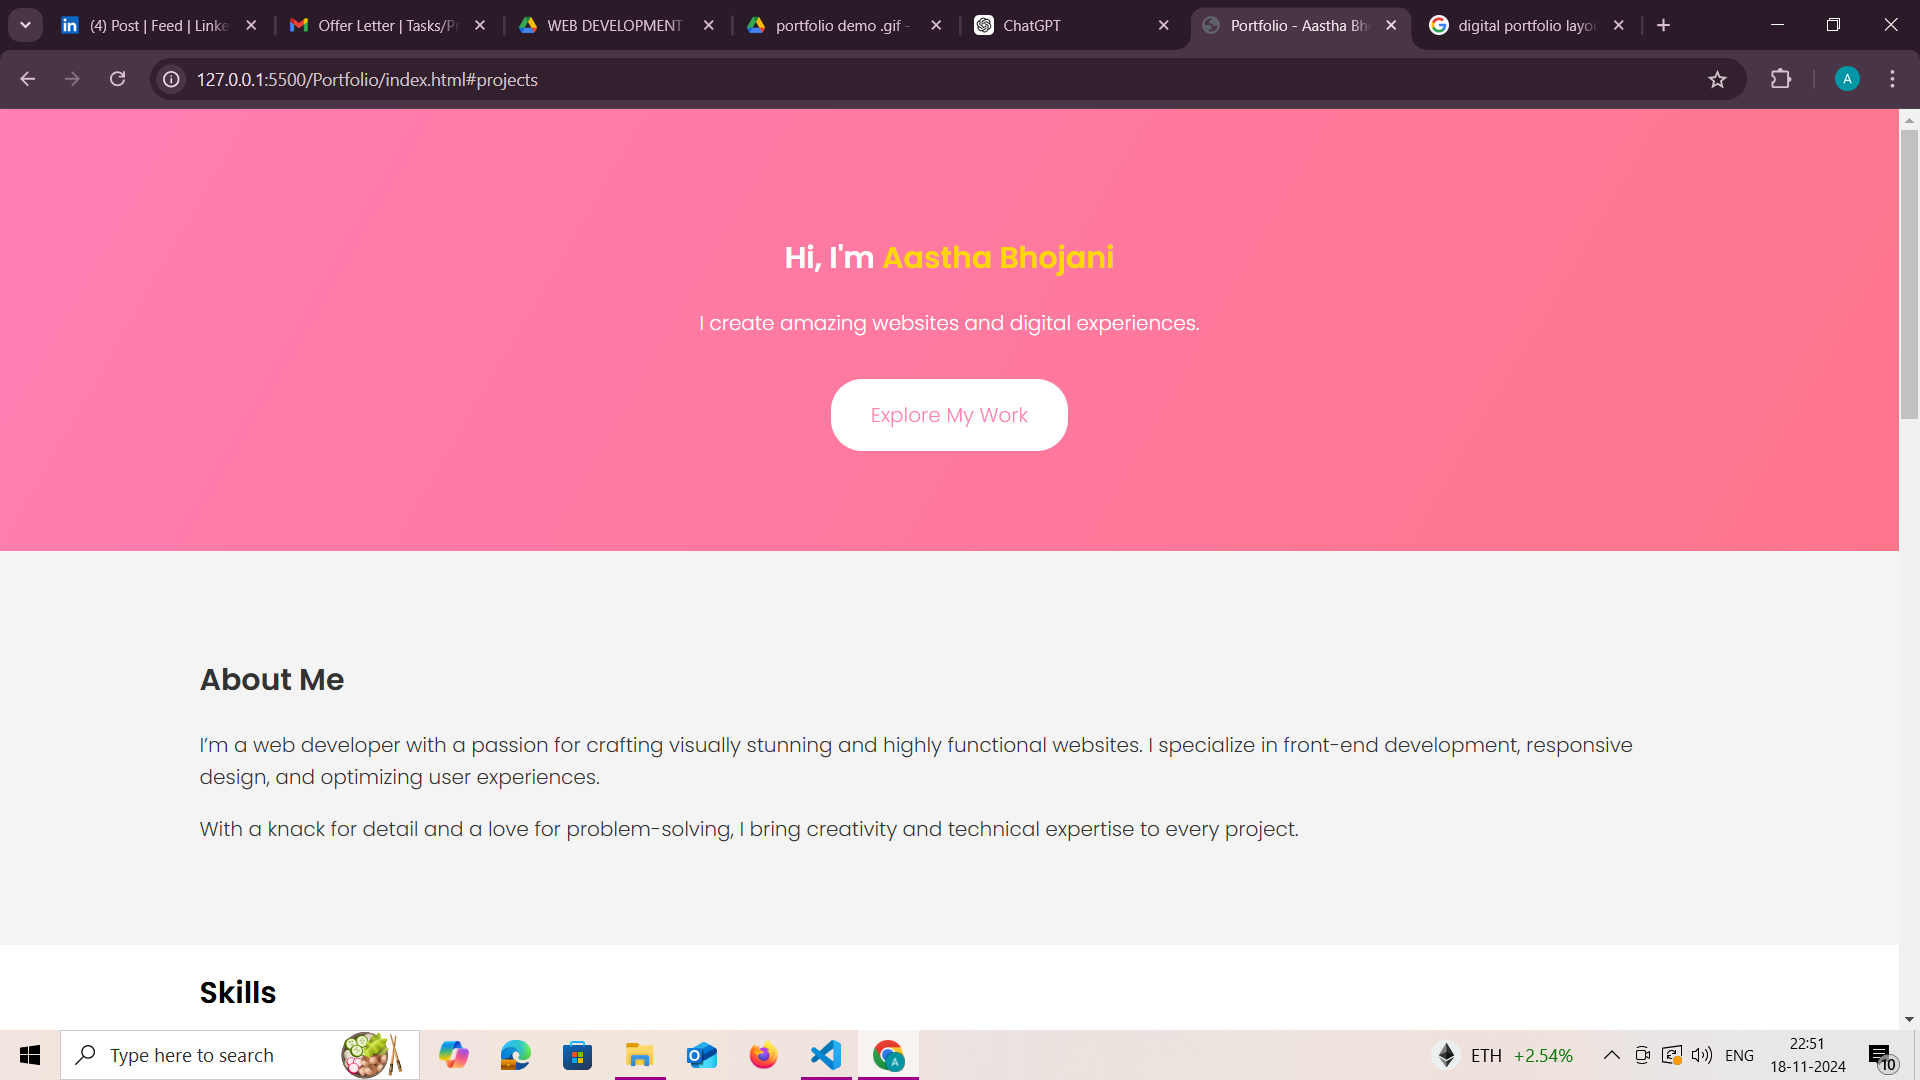 (4) Post | Feed | Linke
Offer Letter | Tasks/Pr
WEB DEVELOPMENT
portfolio demo .gif -
ChatGPT
Portfolio - Aastha Bh
digital portfolio layou
127.0.0.1:5500/Portfolio/index.html#projects
A
Hi, I'm Aastha Bhojani
I create amazing websites and digital experiences.
Explore My Work
About Me
I’m a web developer with a passion for crafting visually stunning and highly functional websites. I specialize in front-end development, responsive
design, and optimizing user experiences.
With a knack for detail and a love for problem-solving, I bring creativity and technical expertise to every project.
Skills
Type here to search
A
ETH +2.54%
ENG
22:51
18-11-2024
10